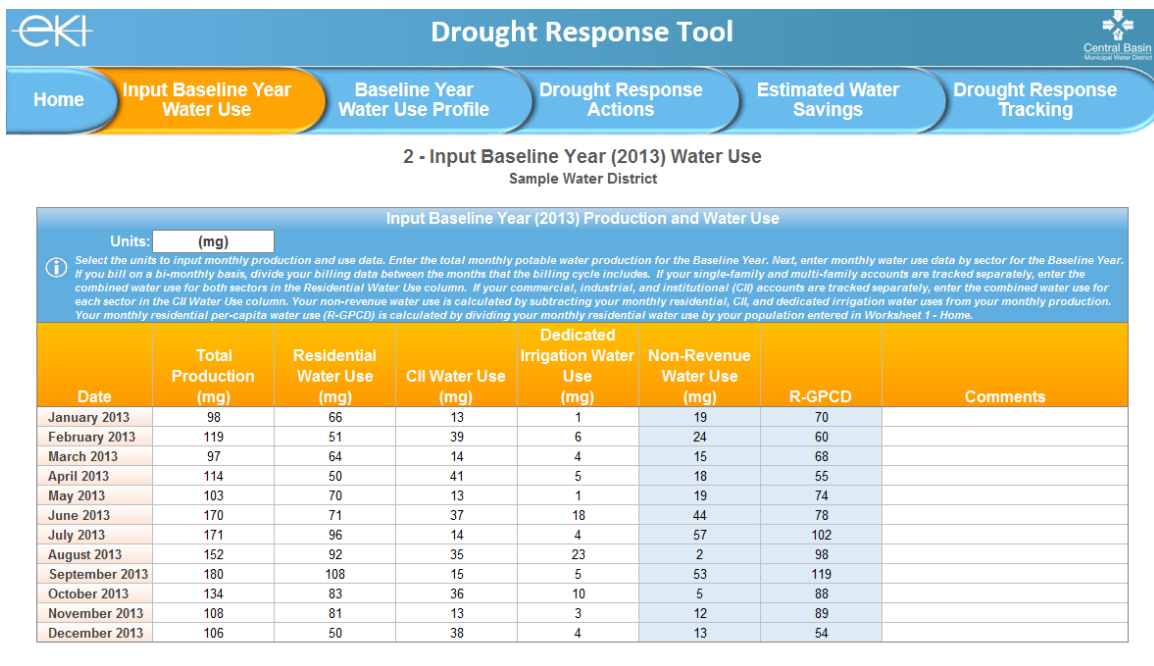 eki
Drought Response Tool
Central Basin
Municipal Water District
Home
Input Baseline Year
Water Use
Baseline Year
Water Use Profile
Drought Response
Actions
Estimated Water
Savings
Drought Response
Tracking
2 - Input Baseline Year (2013) Water Use
Sample Water District
Input Baseline Year (2013) Production and Water Use
Units: (mg)
Select the units to input monthly production and use data. Enter the total monthly potable water production for the Baseline Year. Next, enter monthly water use data by sector for the Baseline Year.
If you bill on a bi-monthly basis, divide your billing data between the months that the billing cycle includes. If your single-family and multi-family accounts are tracked separately, enter the
combined water use for both sectors in the Residential Water Use column. If your commercial, industrial, and institutional (CII) accounts are tracked separately, enter the combined water use for
each sector in the CII Water Use column. Your non-revenue water use is calculated by subtracting your monthly residential, CII, and dedicated irrigation water uses from your monthly production.
Your monthly residential per-capita water use (R-GPCD) is calculated by dividing your monthly residential water use by your population entered in Worksheet 1 - Home.
Date
Total
Production
(mg)
Residential
Water Use
(mg)
CII Water Use
(mg)
Dedicated
Irrigation Water
Use
(mg)
Non-Revenue
Water Use
(mg)
R-GPCD
Comments
January 2013 98 66 13 1 19 70
February 2013 119 51 39 6 24 60
March 2013 97 64 14 4 15 68
April 2013 114 50 41 5 18 55
May 2013 103 70 13 1 19 74
June 2013 170 71 37 18 44 78
July 2013 171 96 14 4 57 102
August 2013 152 92 35 23 2 98
September 2013 180 108 15 5 53 119
October 2013 134 83 36 10 5 88
November 2013 108 81 13 3 12 89
December 2013 106 50 38 4 13 54